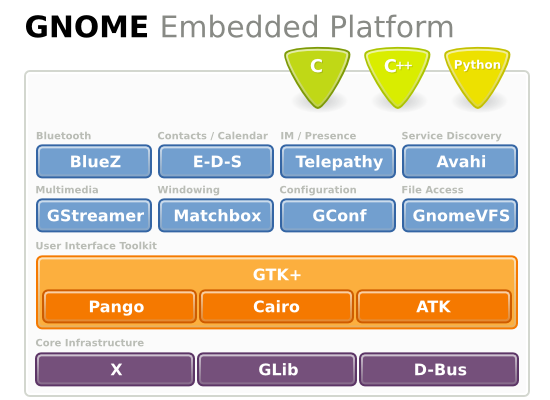 GNOME Embedded Platform
C C++ Python
Bluetooth Contacts / Calendar IM / Presence Service Discovery
BlueZ E-D-S Telepathy Avahi
Multimedia Windowing Configuration File Access
GStreamer Matchbox GConf GnomeVFS
User Interface Toolkit
GTK+
Pango Cairo ATK
Core Infrastructure
X GLib D-Bus